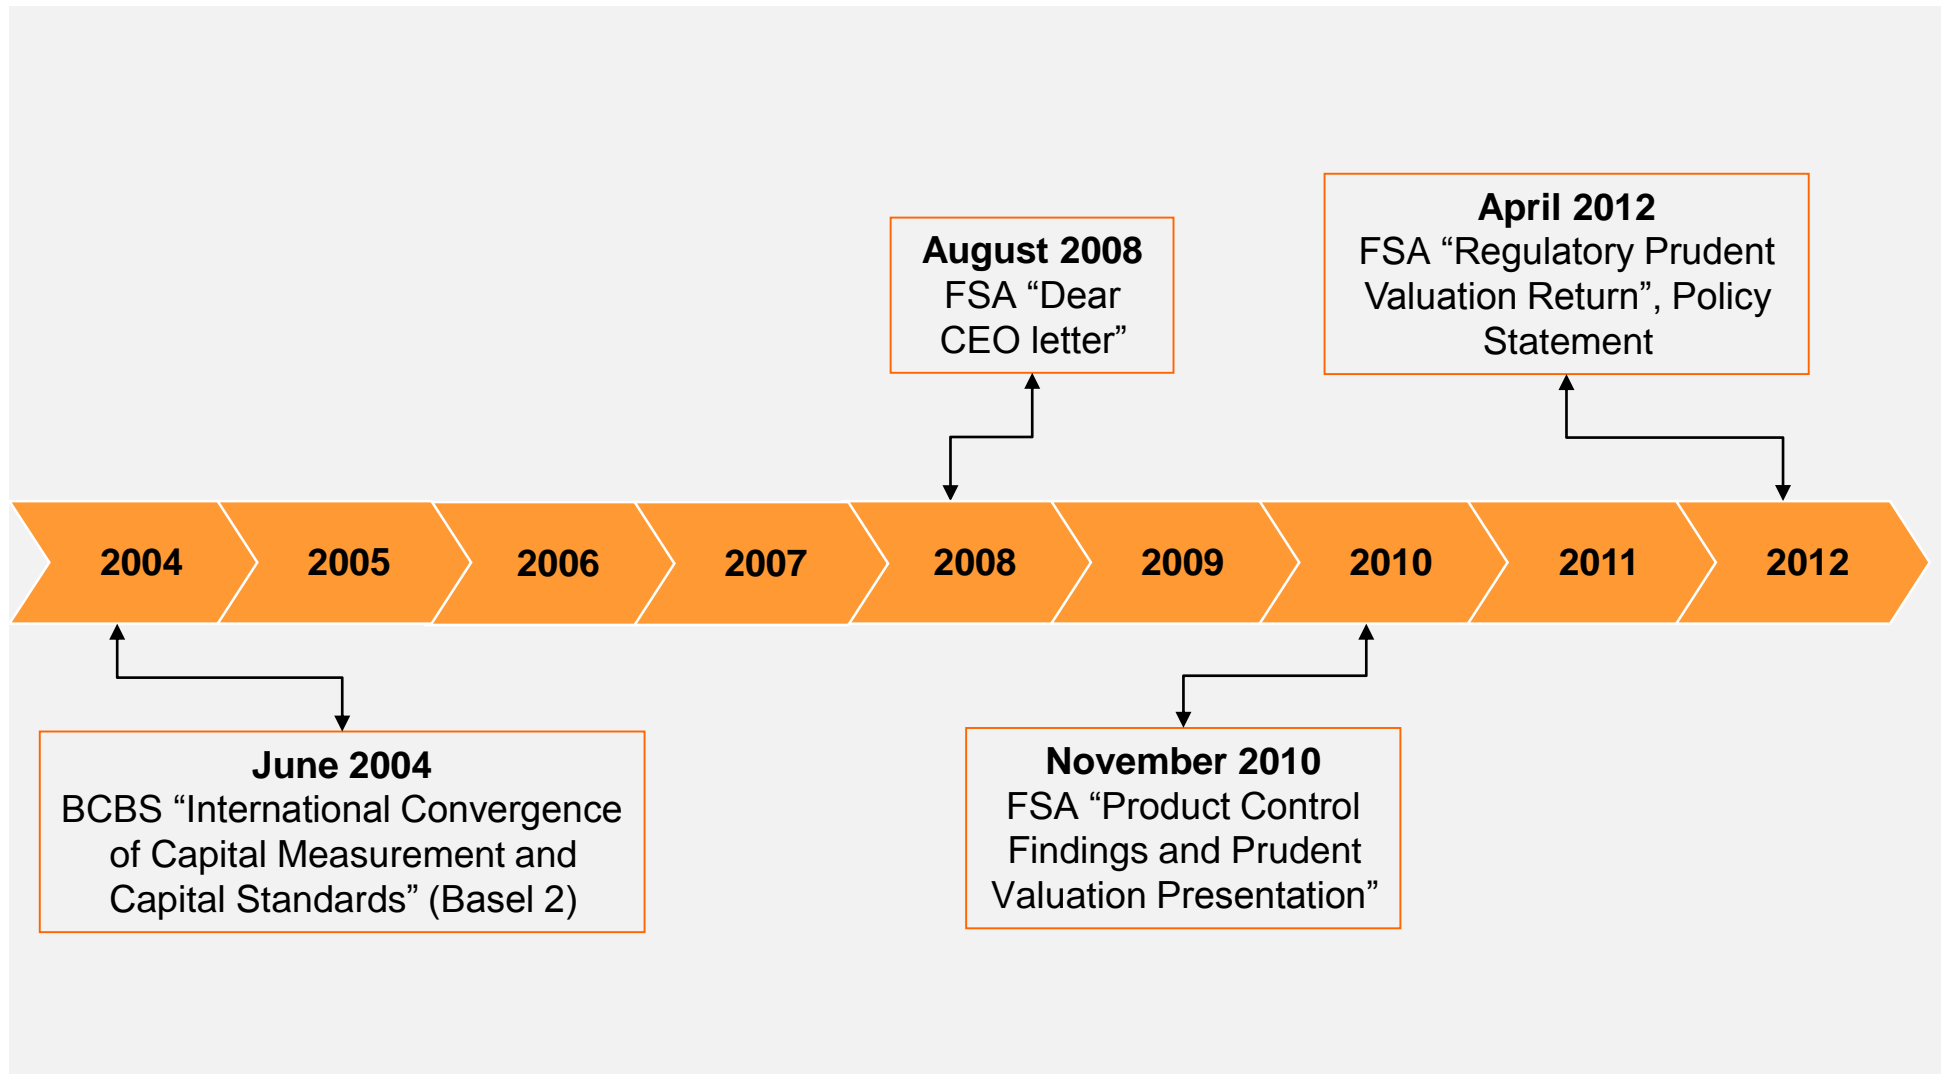 April 2012
FSA “Regulatory Prudent
Valuation Return”, Policy
Statement
August 2008
FSA “Dear
CEO letter”
2004
2005
2006
2007
2008
2009
2010
2011
2012
June 2004
BCBS “International Convergence
of Capital Measurement and
Capital Standards” (Basel 2)
November 2010
FSA “Product Control
Findings and Prudent
Valuation Presentation”